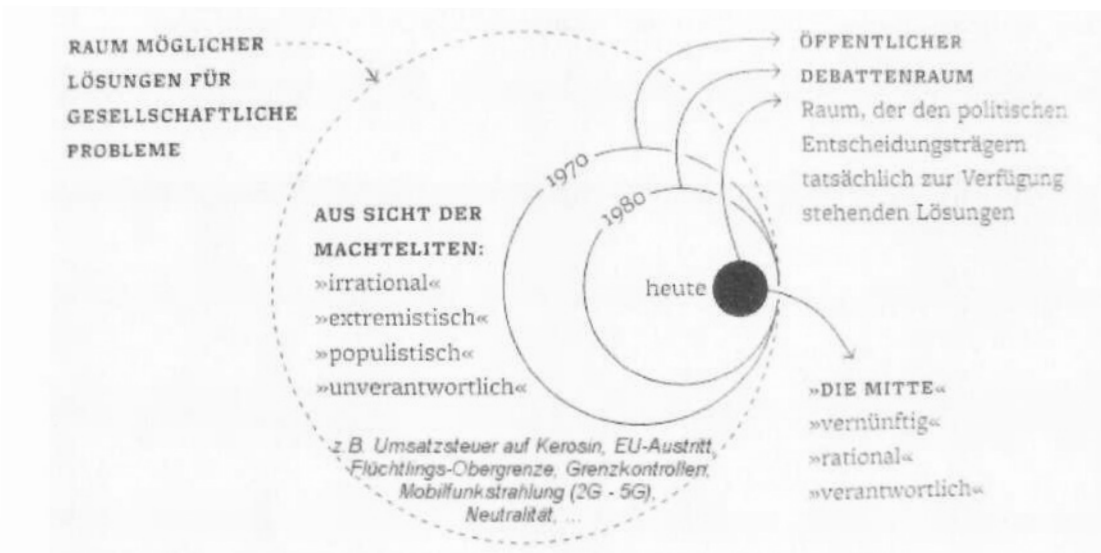 RAUM MÖGLICHER
LÖSUNGEN FÜR
GESELLSCHAFTLICHE
PROBLEME
ÖFFENTLICHER
DEBATTENRAUM
Raum, der den politischen
Entscheidungsträgern
tatsächlich zur Verfügung
stehenden Lösungen
1970
1980
heute
AUS SICHT DER
MACHTELITEN:
»irrational«
»extremistisch«
»populistisch«
»unverantwortlich«
z.B. Umsatzsteuer auf Kerosin, EU-Austritt,
Flüchtlings-Obergrenze, Grenzkontrollen,
Mobilfunkstrahlung (2G - 5G),
Neutralität, ...
»DIE MITTE«
»vernünftig«
»rational«
»verantwortlich«